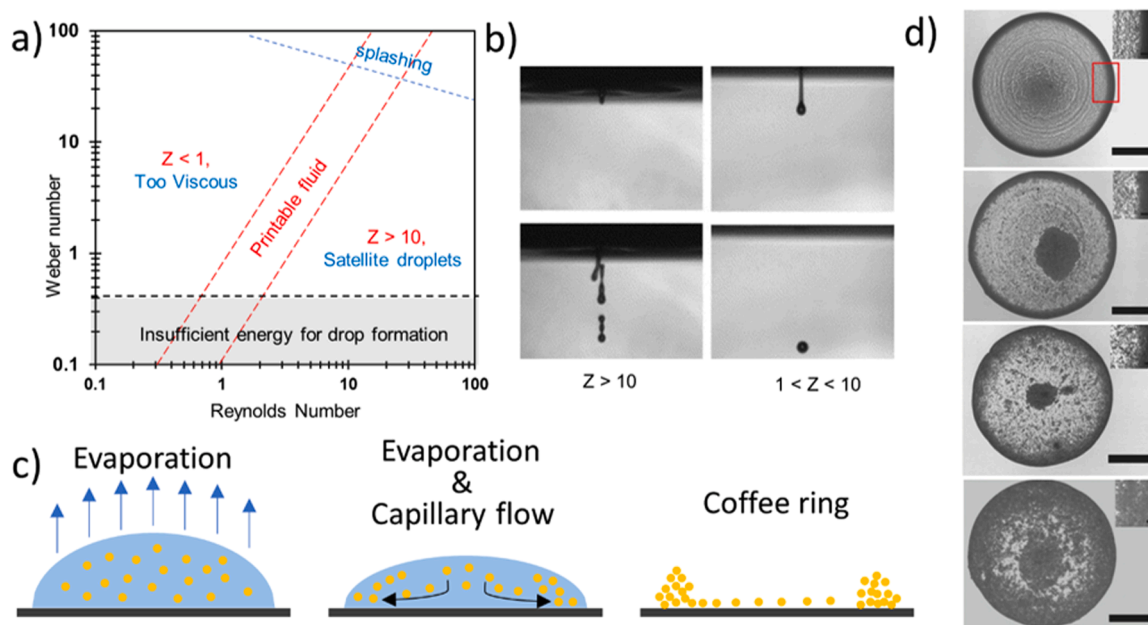 a)
100
10
1
0.1
Weber number
splashing
Z < 1,
Too Viscous
Printable fluid
Z > 10,
Satellite droplets
Insufficient energy for drop formation
0.1
1
10
100
Reynolds Number
b)
Z > 10
1 < Z < 10
c)
Evaporation
Evaporation
&
Capillary flow
Coffee ring
d)